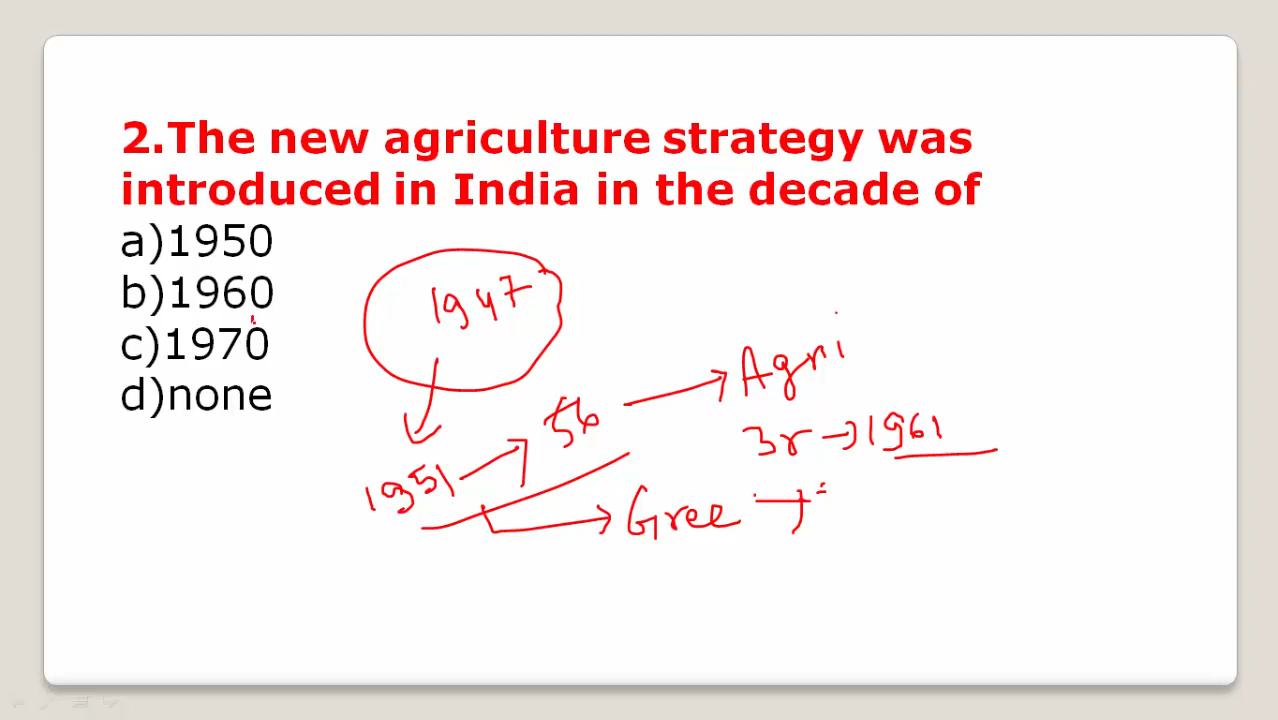 2.The new agriculture strategy was
introduced in India in the decade of
a)1950
b)1960
c)1970
d)none
1947
1951 → 56 → Agri
3r → 1961
Gree →